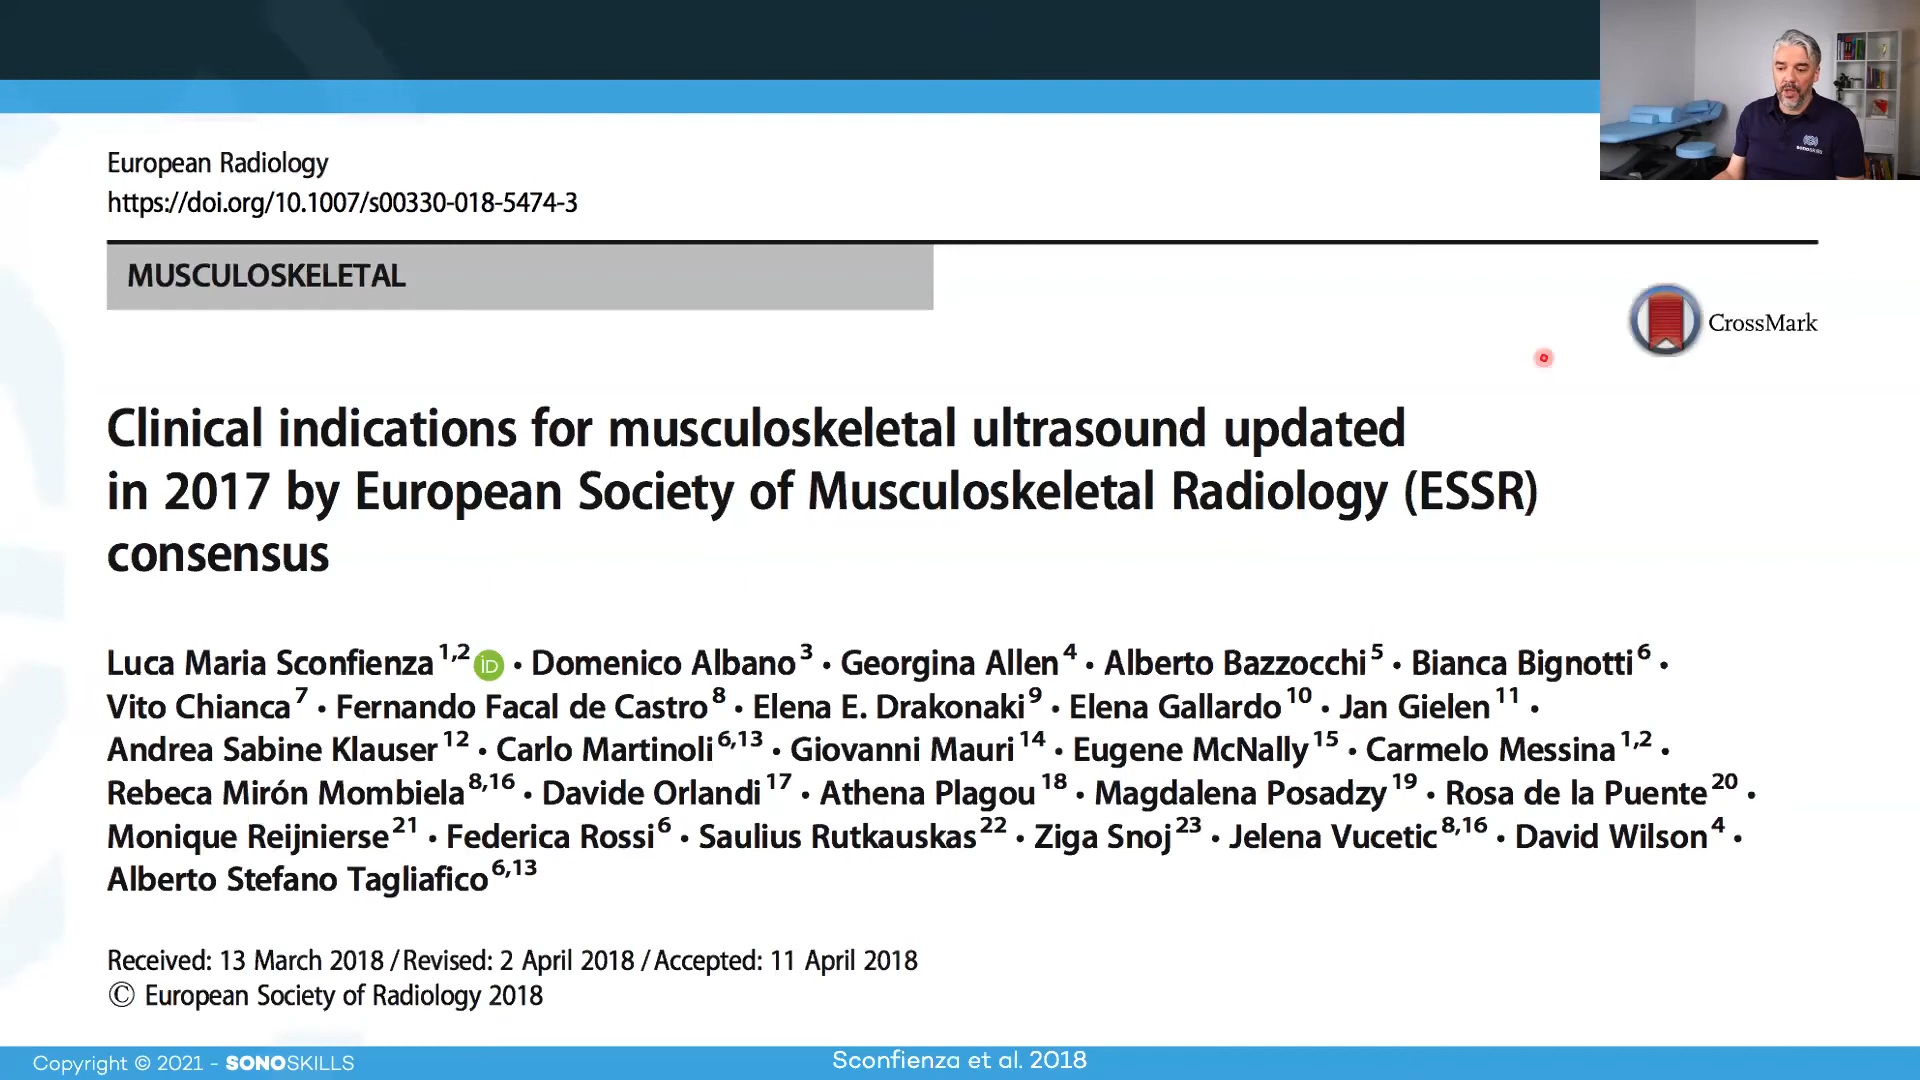 European Radiology
https://doi.org/10.1007/s00330-018-5474-3
MUSCULOSKELETAL
CrossMark
Clinical indications for musculoskeletal ultrasound updated
in 2017 by European Society of Musculoskeletal Radiology (ESSR)
consensus
Luca Maria Sconfienza 1,2 iD · Domenico Albano 3 · Georgina Allen 4 · Alberto Bazzocchi 5 · Bianca Bignotti 6 ·
Vito Chianca 7 · Fernando Facal de Castro 8 · Elena E. Drakonaki 9 · Elena Gallardo 10 · Jan Gielen 11 ·
Andrea Sabine Klauser 12 · Carlo Martinoli 6,13 · Giovanni Mauri 14 · Eugene McNally 15 · Carmelo Messina 1,2 ·
Rebeca Mirón Mombiela 8,16 · Davide Orlandi 17 · Athena Plagou 18 · Magdalena Posadzy 19 · Rosa de la Puente 20 ·
Monique Reijnierse 21 · Federica Rossi 6 · Saulius Rutkauskas 22 · Ziga Snoj 23 · Jelena Vucetic 8,16 · David Wilson 4 ·
Alberto Stefano Tagliafico 6,13
Received: 13 March 2018 / Revised: 2 April 2018 / Accepted: 11 April 2018
© European Society of Radiology 2018
Copyright © 2021 - SONOSKILLS
Sconfienza et al. 2018
sonoskills